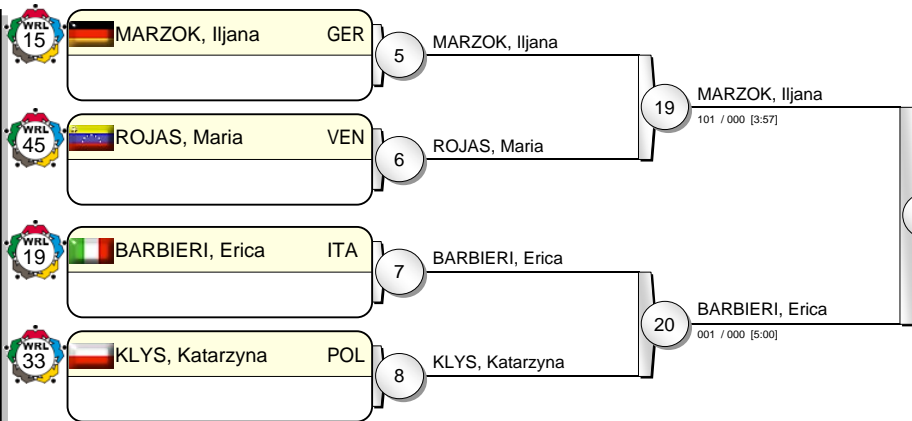 WRL
15
MARZOK, Iljana GER
5
MARZOK, Iljana
19
MARZOK, Iljana
101 / 000 [3:57]
WRL
45
ROJAS, Maria VEN
6
ROJAS, Maria
WRL
19
BARBIERI, Erica ITA
7
BARBIERI, Erica
20
BARBIERI, Erica
001 / 000 [5:00]
WRL
33
KLYS, Katarzyna POL
8
KLYS, Katarzyna